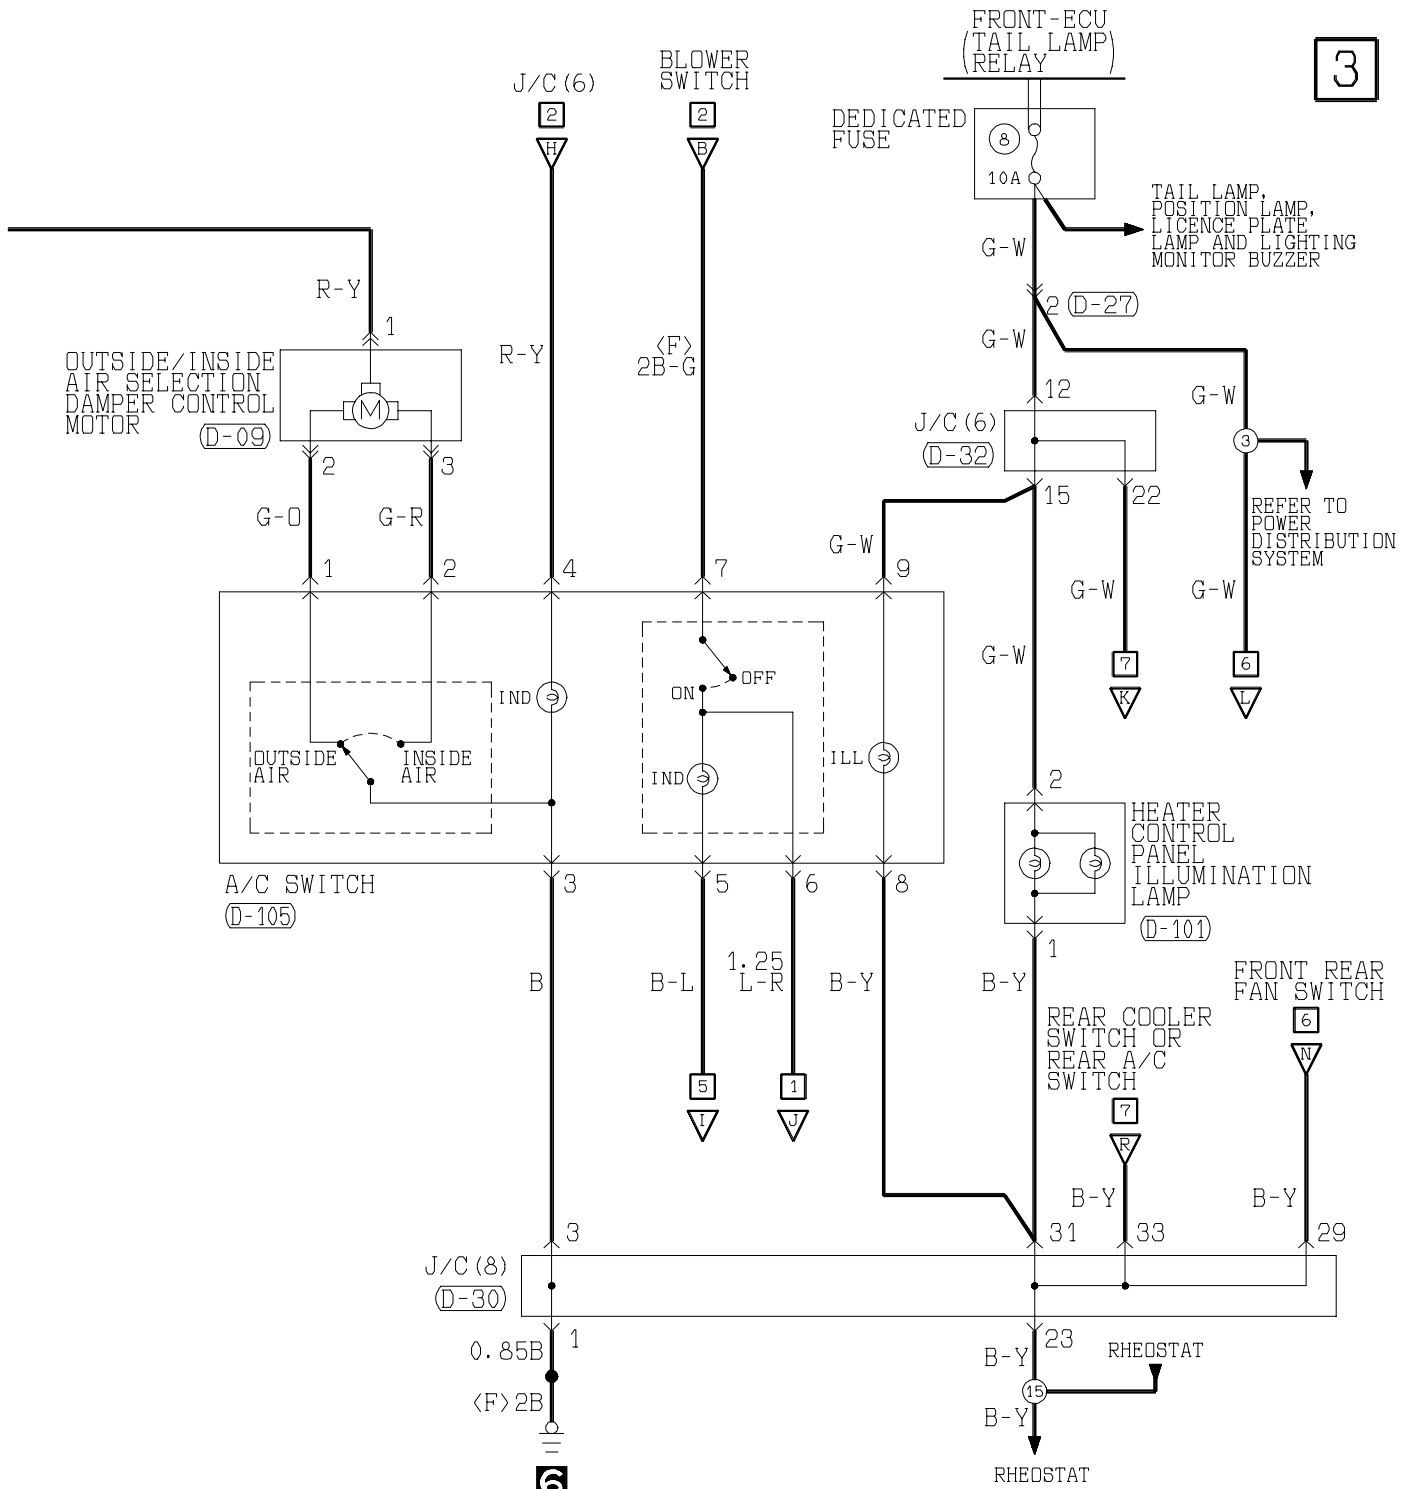 FRONT-ECU
(TAIL LAMP)
RELAY
3
BLOWER
SWITCH
J/C(6)
2
2
H
B
DEDICATED
FUSE
8
10A
TAIL LAMP,
POSITION LAMP,
LICENCE PLATE
LAMP AND LIGHTING
MONITOR BUZZER
G-W
R-Y
2
(D-27)
1
G-W
R-Y
<F>
2B-G
OUTSIDE/INSIDE
AIR SELECTION
DAMPER CONTROL
MOTOR
(D-09)
M
12
G-W
J/C(6)
(D-32)
3
2
3
15
22
G-O
G-R
REFER TO
POWER
DISTRIBUTION
SYSTEM
G-W
1
2
4
7
9
G-W
G-W
G-W
7
6
K
L
IND
ON
OFF
OUTSIDE
AIR
INSIDE
AIR
IND
ILL
2
HEATER
CONTROL
PANEL
ILLUMINATION
LAMP
(D-101)
A/C SWITCH
(D-105)
3
5
6
8
1
B
B-L
1.25
L-R
B-Y
B-Y
FRONT REAR
FAN SWITCH
6
N
REAR COOLER
SWITCH OR
REAR A/C
SWITCH
7
R
5
1
I
J
B-Y
B-Y
3
31
33
29
J/C(8)
(D-30)
1
23
0.85B
B-Y
RHEOSTAT
15
<F>2B
B-Y
6
RHEOSTAT